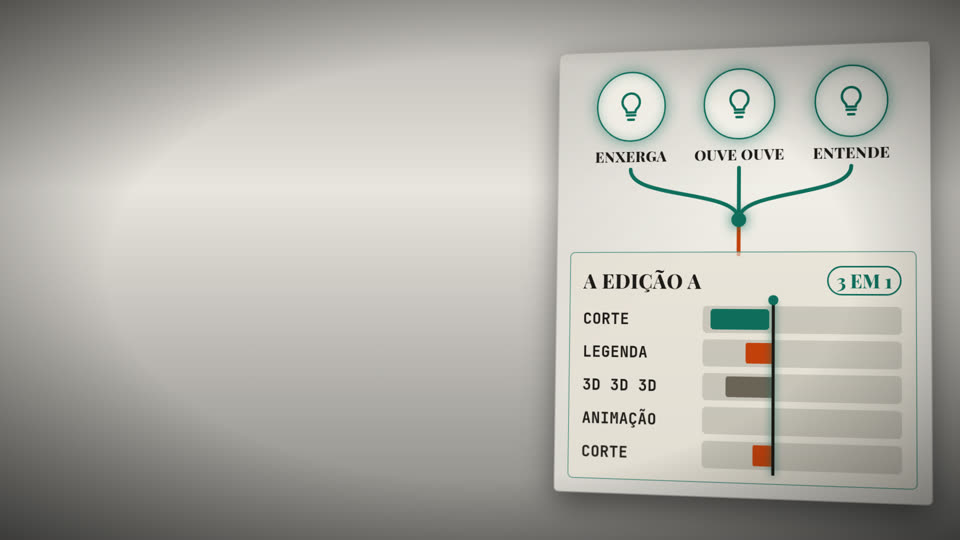 ENXERGA
OUVE OUVE
ENTENDE
A EDIÇÃO A
3 EM 1
CORTE
LEGENDA
3D 3D 3D
ANIMAÇÃO
CORTE